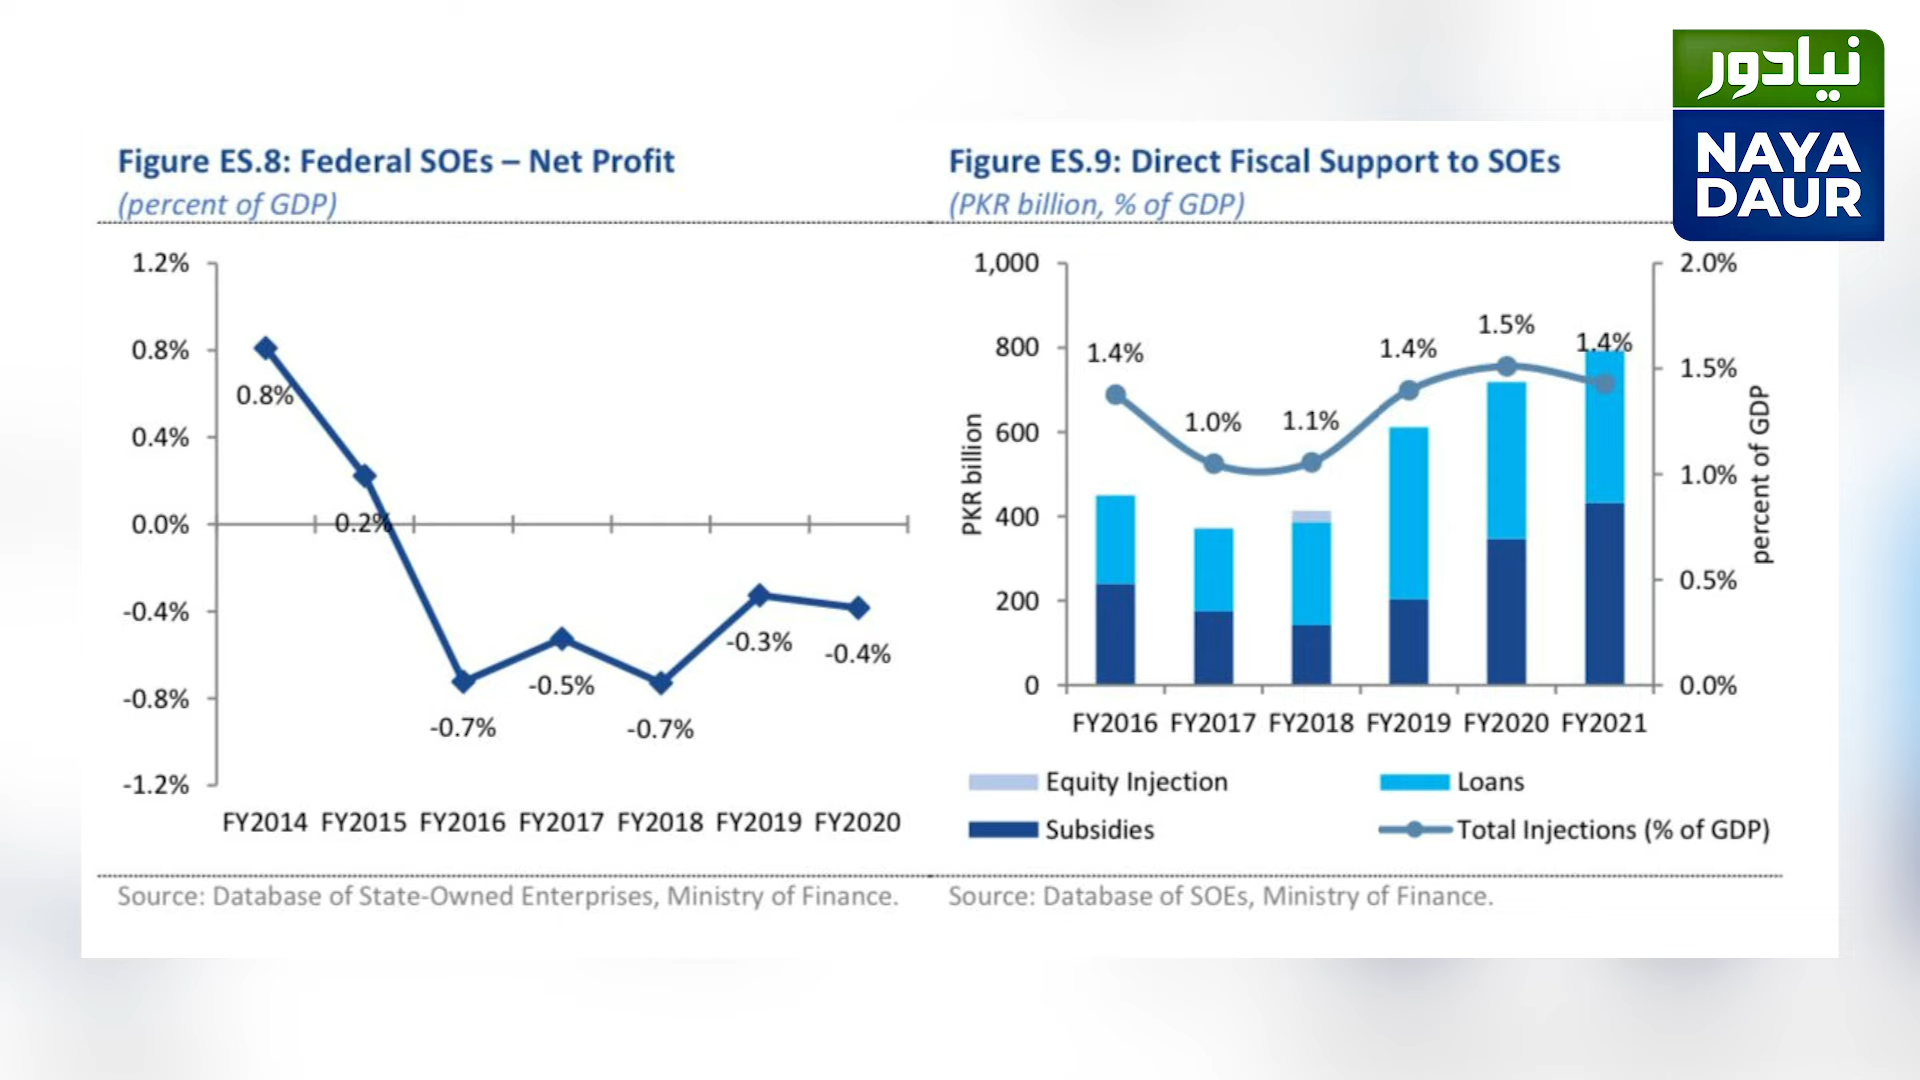 نیادور
NAYA
DAUR
Figure ES.8: Federal SOEs – Net Profit
(percent of GDP)
1.2%
0.8%
0.4%
0.0%
-0.4%
-0.8%
-1.2%
0.8%
0.2%
-0.7%
-0.5%
-0.7%
-0.3%
-0.4%
FY2014 FY2015 FY2016 FY2017 FY2018 FY2019 FY2020
Source: Database of State-Owned Enterprises, Ministry of Finance.
Figure ES.9: Direct Fiscal Support to SOEs
(PKR billion, % of GDP)
PKR billion
1,000
800
600
400
200
0
1.4%
1.0%
1.1%
1.4%
1.5%
1.4%
2.0%
1.5%
1.0%
0.5%
0.0%
percent of GDP
FY2016 FY2017 FY2018 FY2019 FY2020 FY2021
Equity Injection
Loans
Subsidies
Total Injections (% of GDP)
Source: Database of SOEs, Ministry of Finance.